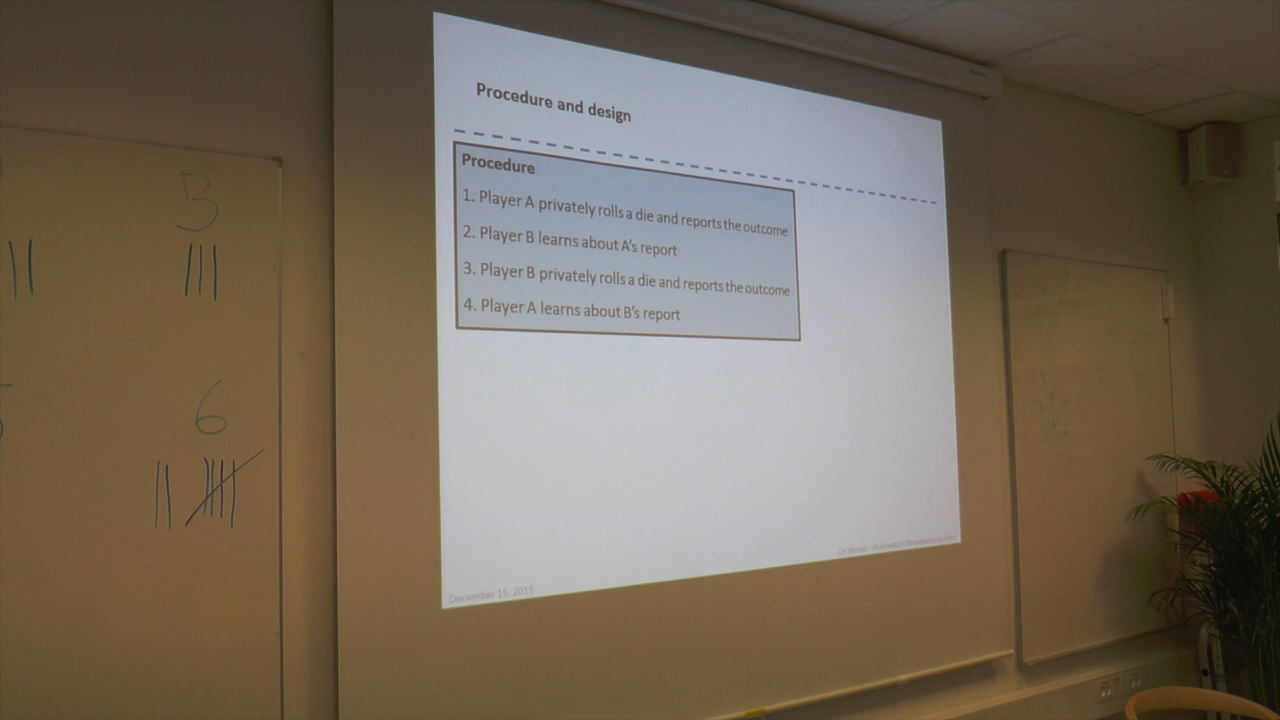 Procedure and design
Procedure
1. Player A privately rolls a die and reports the outcome
2. Player B learns about A's report
3. Player B privately rolls a die and reports the outcome
4. Player A learns about B's report
December 15, 2015
3
6